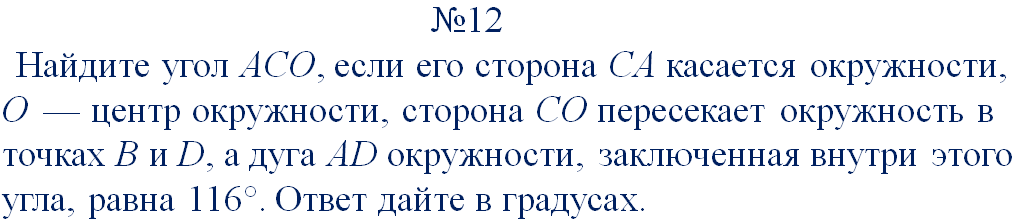 №12
Найдите угол ACO, если его сторона CA касается окружности,
O — центр окружности, сторона CO пересекает окружность в
точках B и D, а дуга AD окружности, заключенная внутри этого
угла, равна 116°. Ответ дайте в градусах.